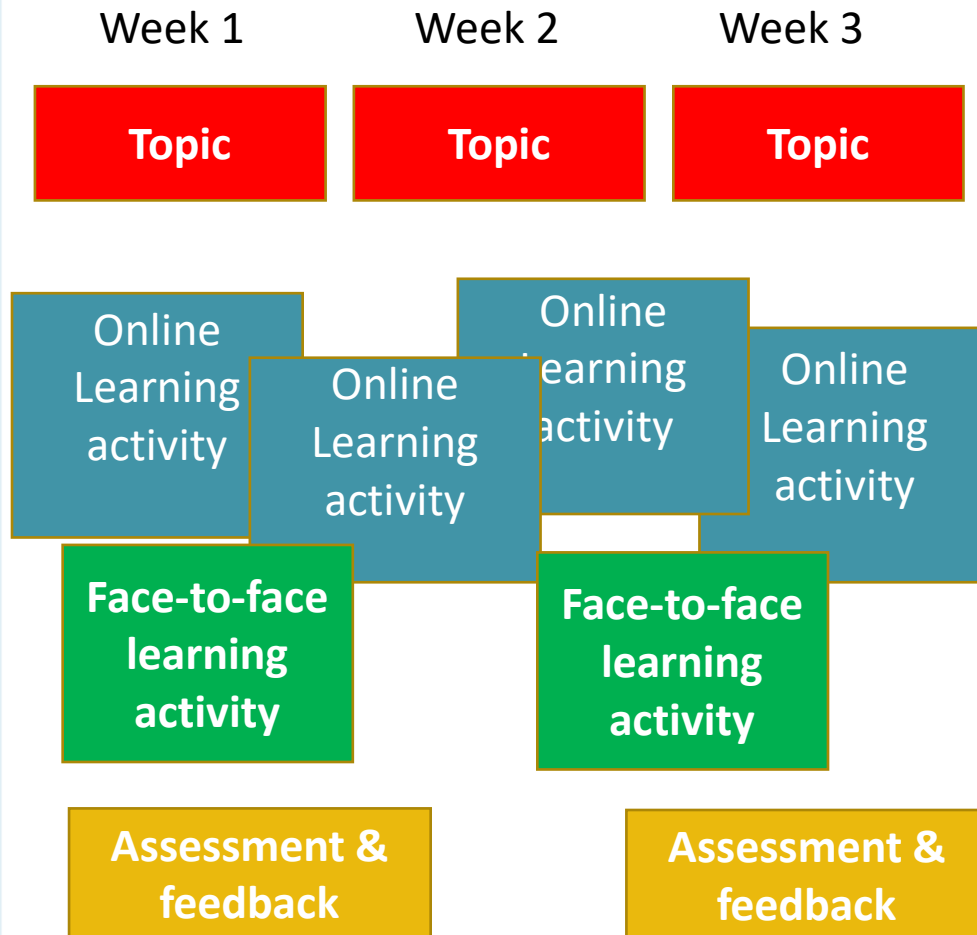 Week 1
Week 2
Week 3
Topic
Topic
Topic
Online
Learning
activity
Online
Learning
activity
Online
Learning
activity
Online
Learning
activity
Face-to-face
learning
activity
Face-to-face
learning
activity
Assessment &
feedback
Assessment &
feedback